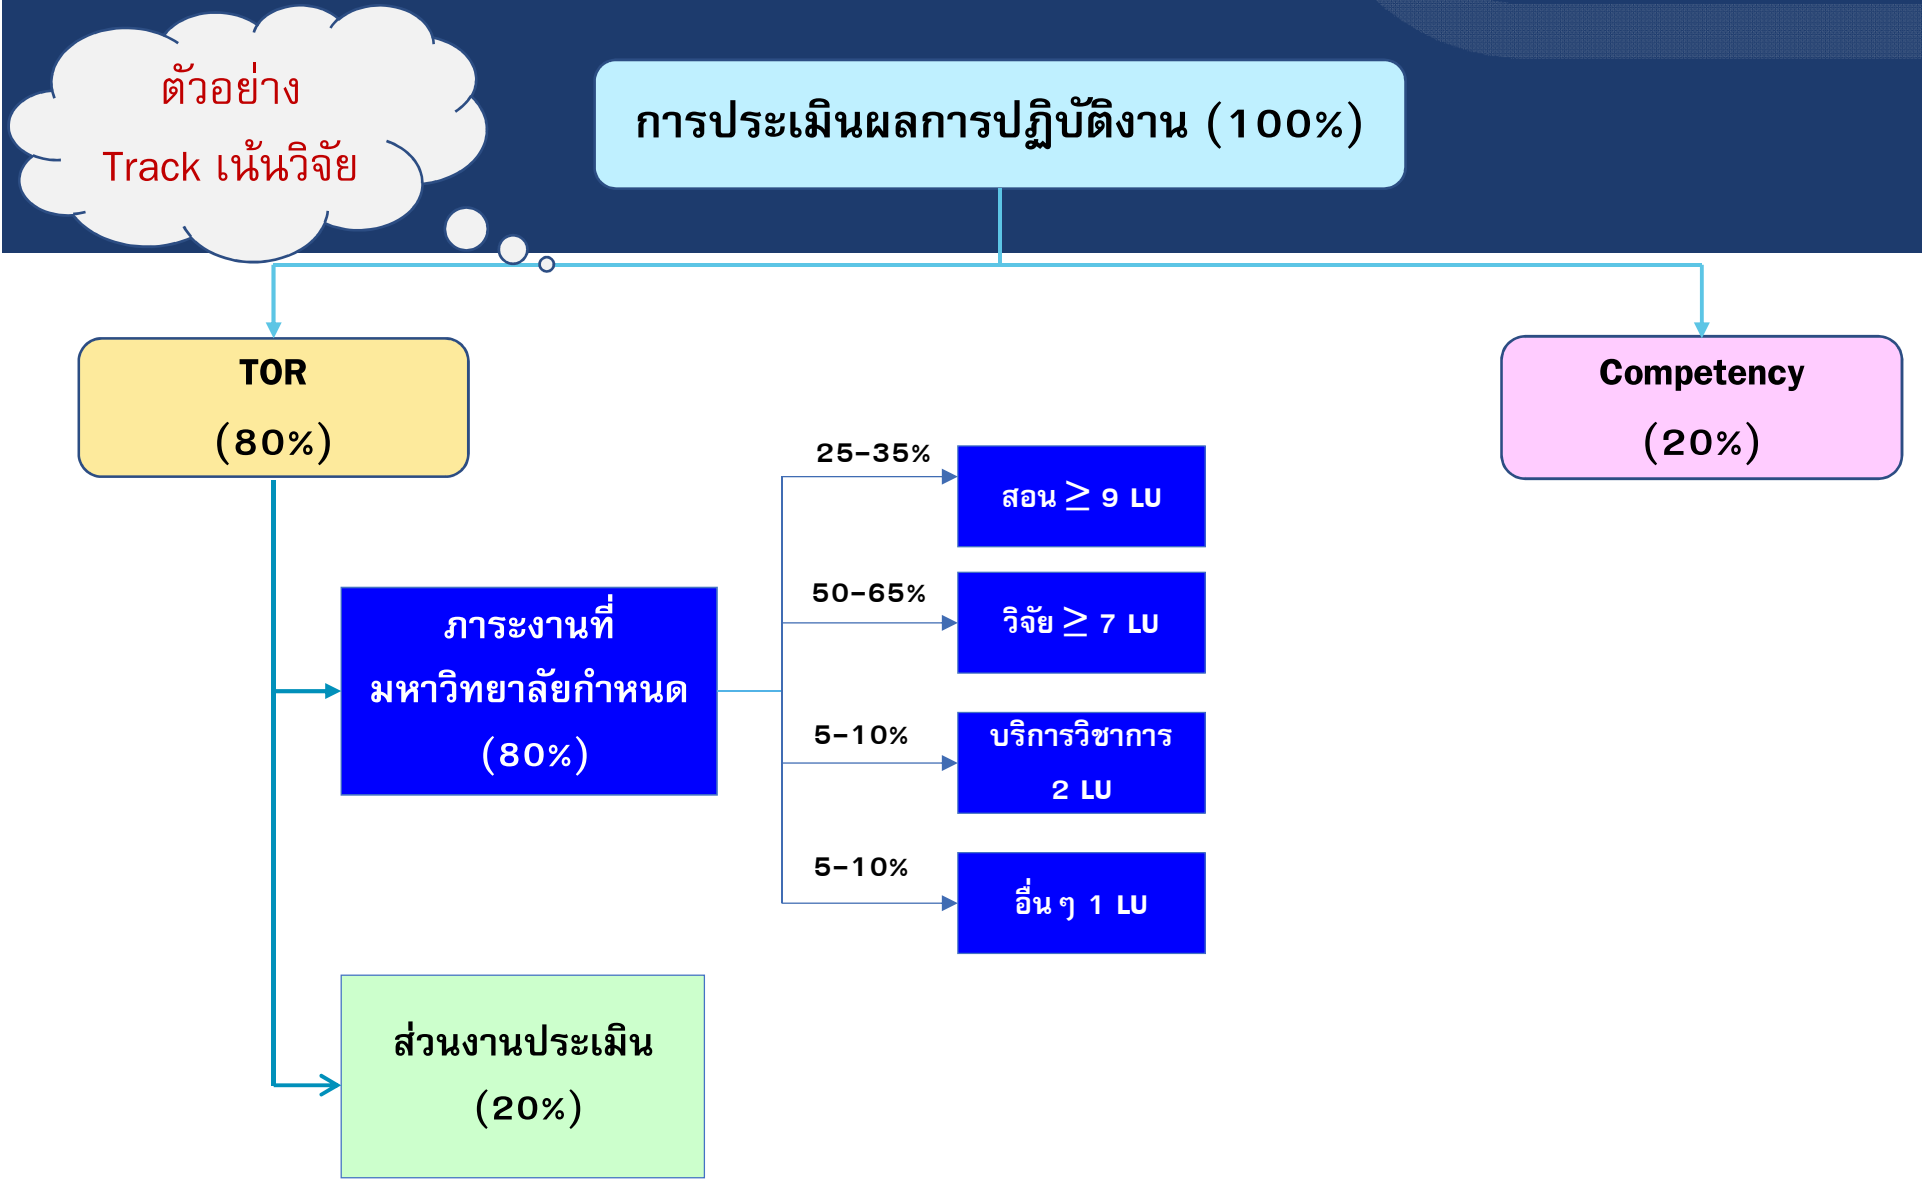 ตัวอย่าง
Track เน้นวิจัย
การประเมินผลการปฏิบัติงาน (100%)
TOR
(80%)
Competency
(20%)
25-35%
สอน ≥ 9 LU
50-65%
วิจัย ≥ 7 LU
ภาระงานที่
มหาวิทยาลัยกำหนด
(80%)
5-10%
บริการวิชาการ
2 LU
5-10%
อื่น ๆ 1 LU
ส่วนงานประเมิน
(20%)